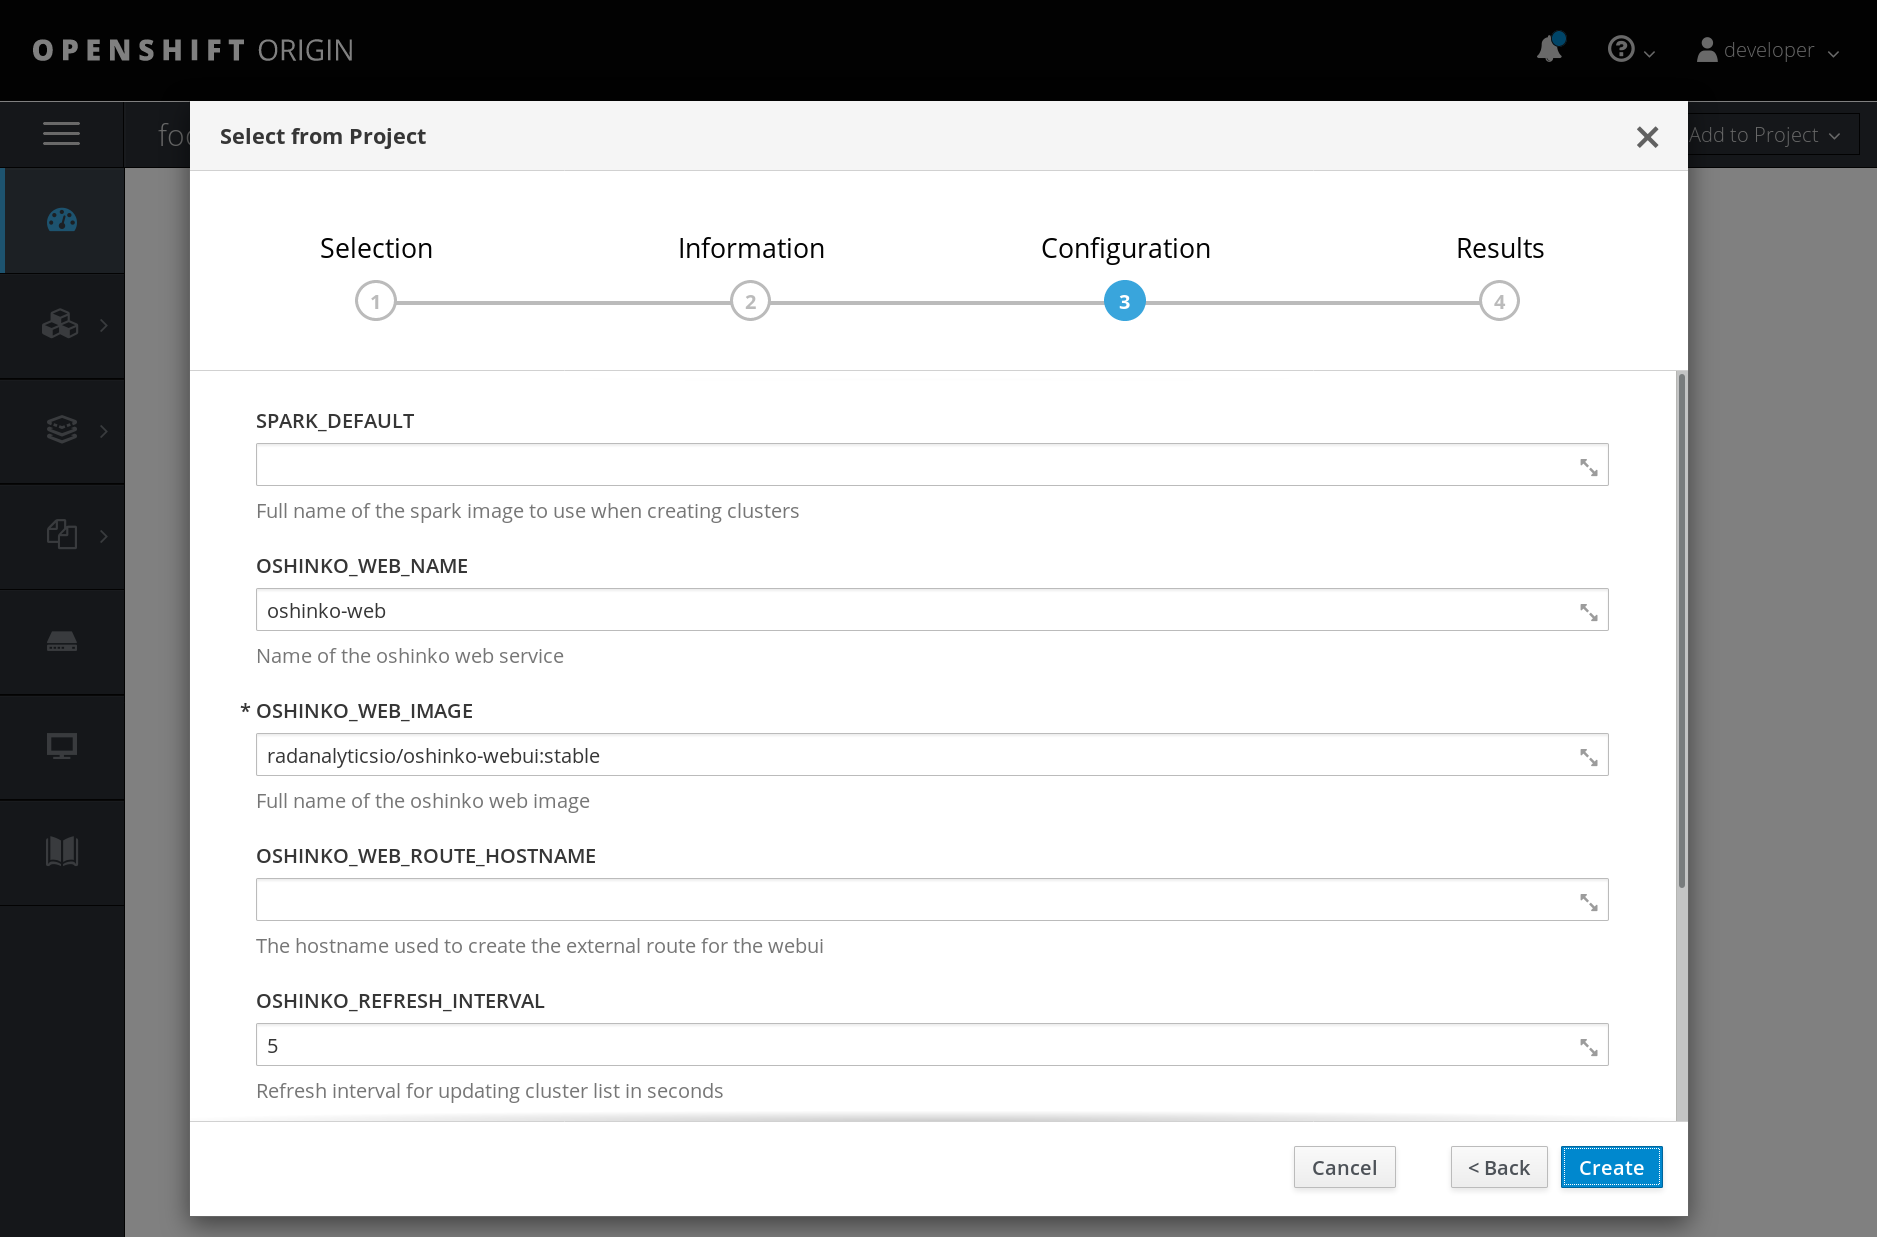 OPENSHIFT ORIGIN
developer
Select from Project
Add to Project
Selection
Information
Configuration
Results
1
2
3
4
SPARK_DEFAULT
Full name of the spark image to use when creating clusters
OSHINKO_WEB_NAME
oshinko-web
Name of the oshinko web service
* OSHINKO_WEB_IMAGE
radanalyticsio/oshinko-webui:stable
Full name of the oshinko web image
OSHINKO_WEB_ROUTE_HOSTNAME
The hostname used to create the external route for the webui
OSHINKO_REFRESH_INTERVAL
5
Refresh interval for updating cluster list in seconds
Cancel
< Back
Create